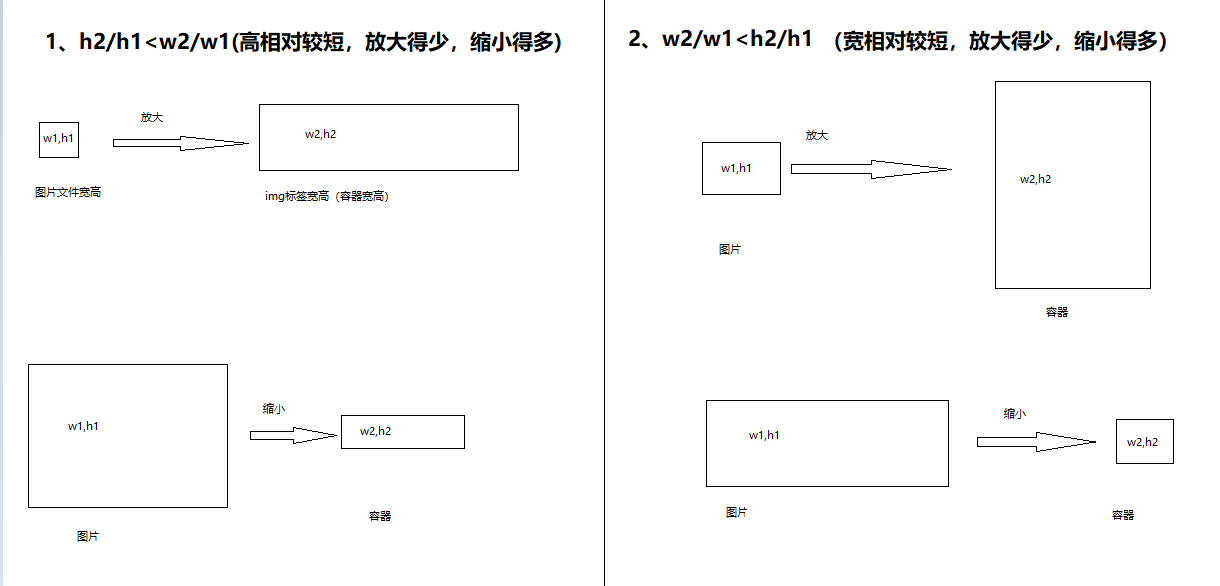 1、h2/h1<w2/w1(高相对较短，放大得少，缩小得多)
放大
w1,h1
w2,h2
图片文件宽高
img标签宽高（容器宽高）
w1,h1
缩小
w2,h2
容器
图片
2、w2/w1<h2/h1 （宽相对较短，放大得少，缩小得多）
放大
w1,h1
w2,h2
图片
容器
w1,h1
缩小
w2,h2
图片
容器